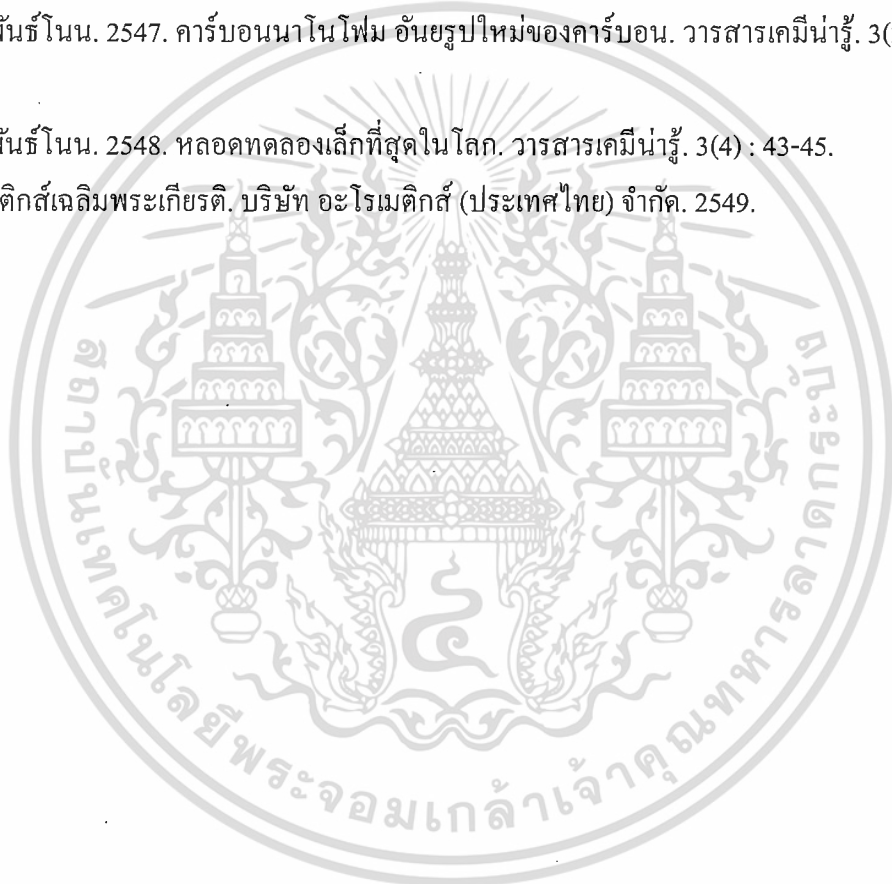 พันธ์โนน. 2547. คาร์บอนนาโนโฟม อันยรูปใหม่ของคาร์บอน. วารสารเคมีน่ารู้. 3(
พันธ์โนน. 2548. หลอดทดลองเล็กที่สุดในโลก. วารสารเคมีน่ารู้. 3(4) : 43-45.
ติกส์เฉลิมพระเกียรติ. บริษัท อะโรเมติกส์ (ประเทศไทย) จำกัด. 2549.
สถาบันเทคโนโลยีพระจอมเกล้าเจ้าคุณทหารลาดกระบัง
๔